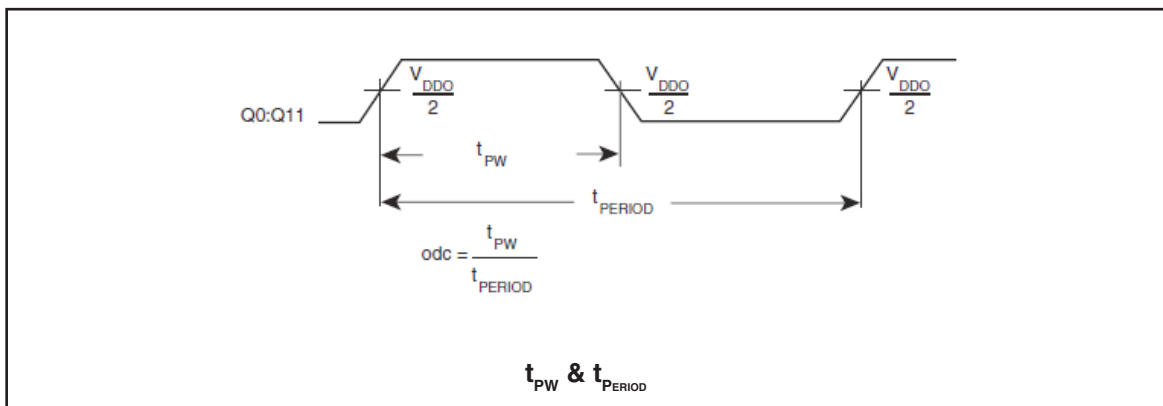 V DDO / 2
V DDO / 2
V DDO / 2
Q0:Q11
t PW
t PERIOD
odc = t PW / t PERIOD
t PW & t PERIOD